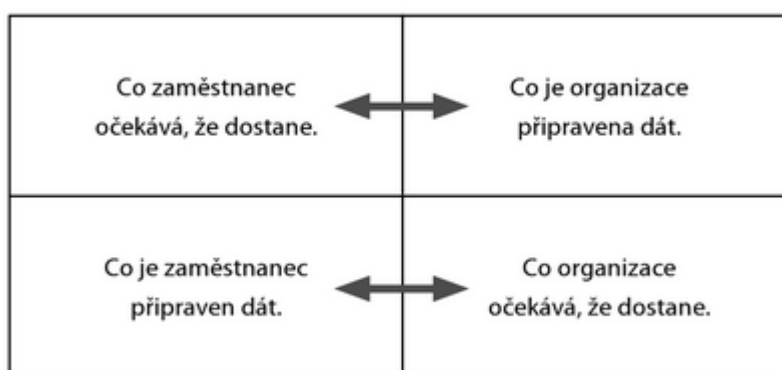 Co zaměstnanec
očekává, že dostane.
Co je organizace
připravena dát.
Co je zaměstnanec
připraven dát.
Co organizace
očekává, že dostane.